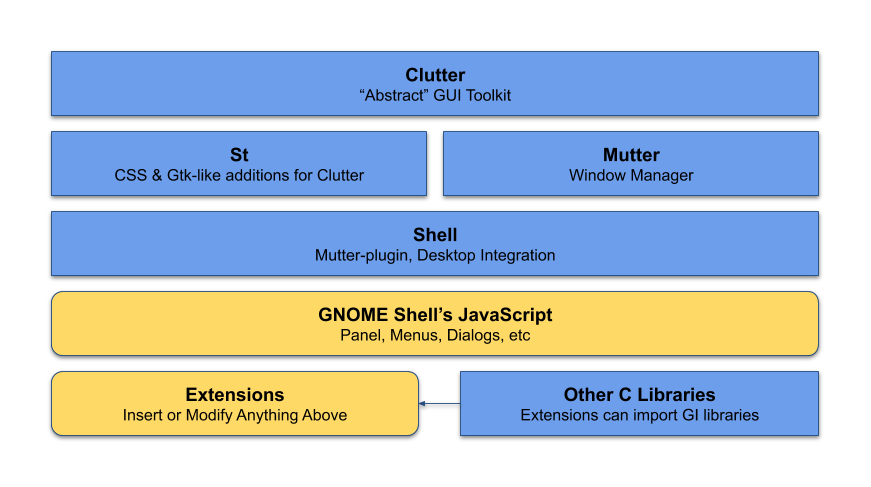 Clutter
“Abstract” GUI Toolkit
St
CSS & Gtk-like additions for Clutter
Mutter
Window Manager
Shell
Mutter-plugin, Desktop Integration
GNOME Shell’s JavaScript
Panel, Menus, Dialogs, etc
Extensions
Insert or Modify Anything Above
Other C Libraries
Extensions can import GI libraries